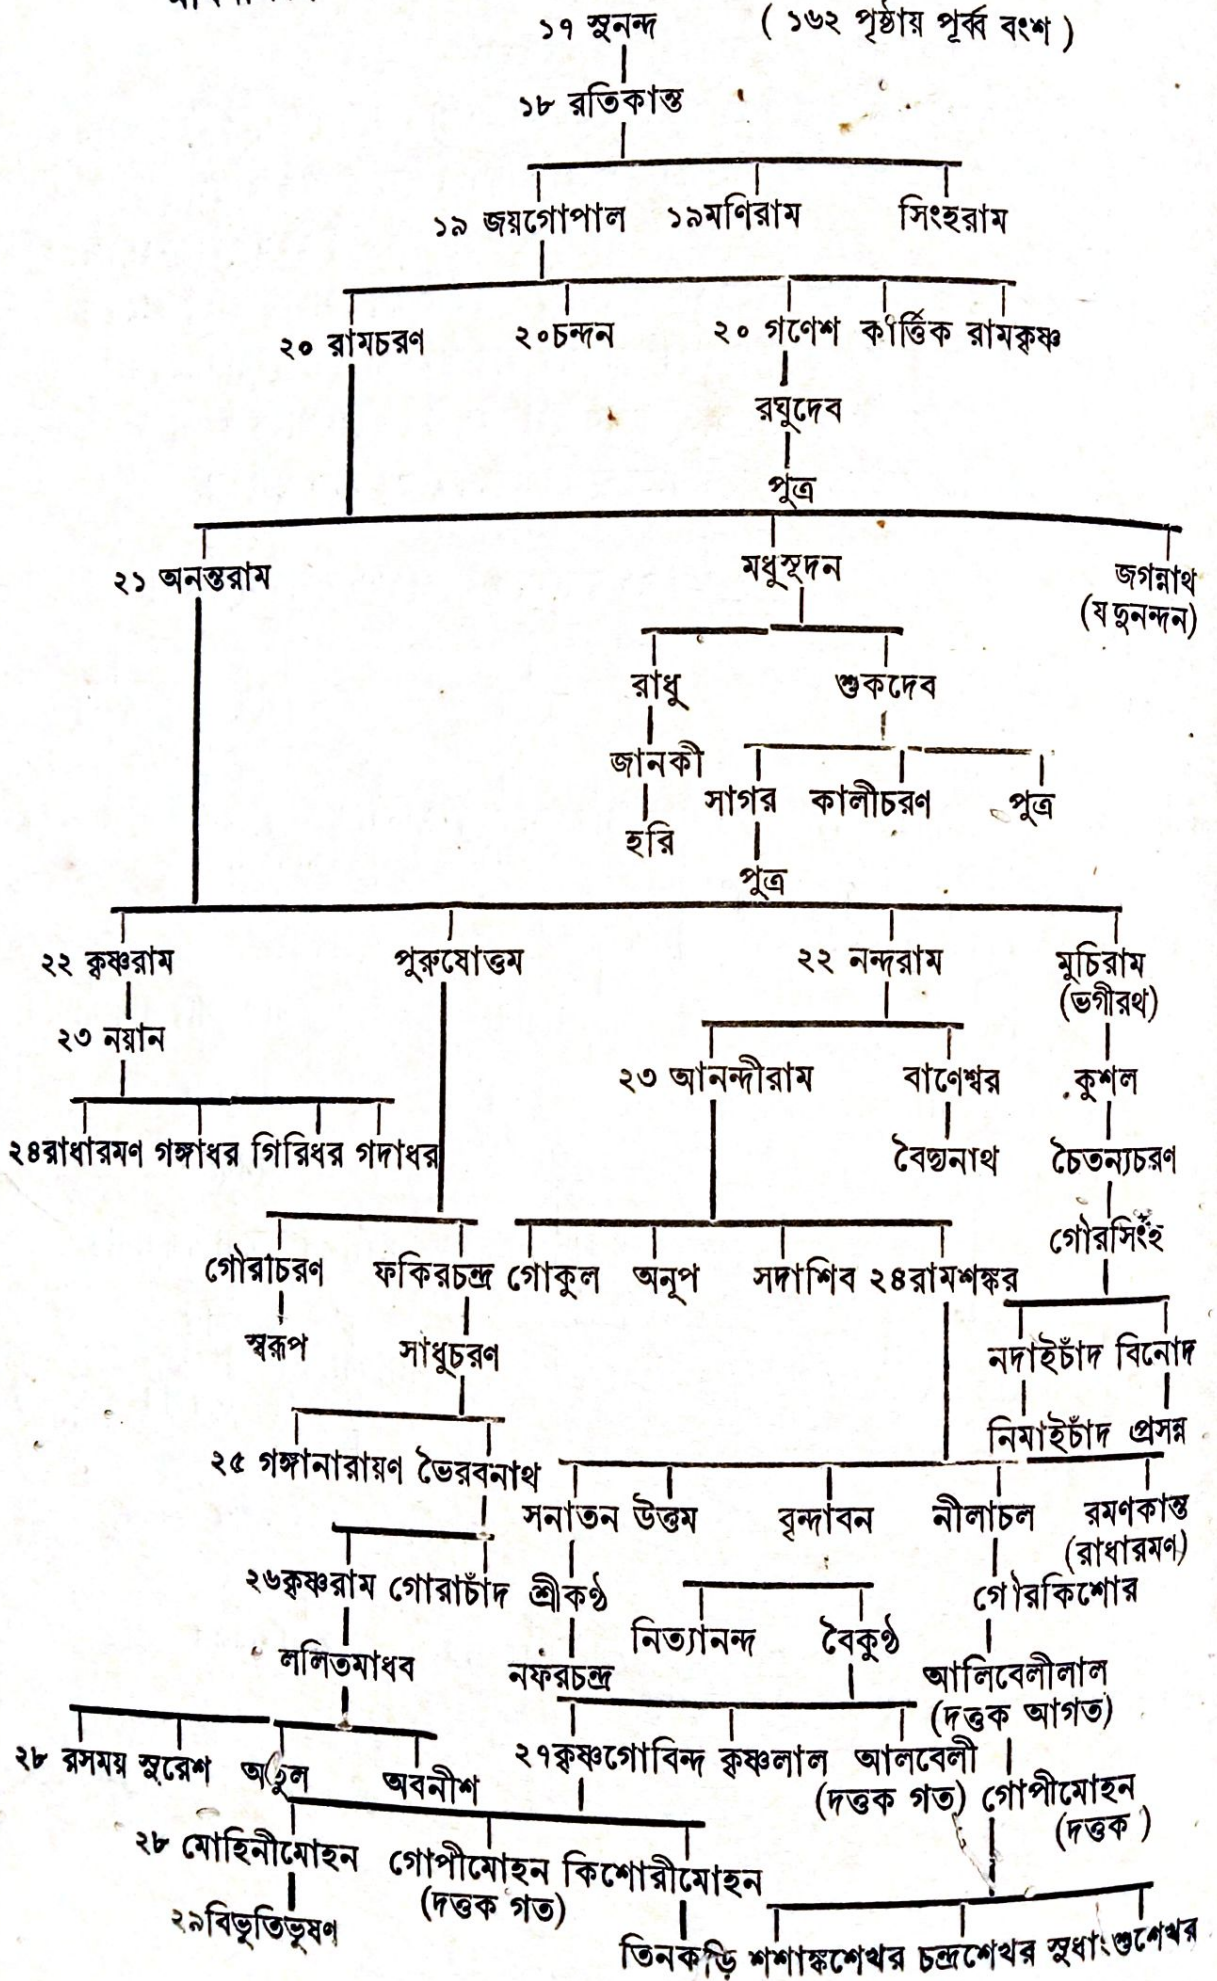 ১৭ সুনন্দ ( ১৬২ পৃষ্ঠায় পূর্ব্ব বংশ )
১৮ রতিকান্ত
১৯ জয়গোপাল ১৯মণিরাম সিংহরাম
২০ রামচরণ ২০চন্দন ২০ গণেশ কার্ত্তিক রামকৃষ্ণ
রঘুদেব
পুত্র
২১ অনন্তরাম মধুসূদন জগন্নাথ
(যদুনন্দন)
রাধু শুকদেব
জানকী
সাগর কালীচরণ পুত্র
হরি
পুত্র
২২ কৃষ্ণরাম পুরুষোত্তম ২২ নন্দরাম মুচিরাম
(ভগীরথ)
২৩ নয়ান
২৩ আনন্দীরাম বাণেশ্বর কুশল
২৪রাধারমণ গঙ্গাধর গিরিধর গদাধর
বৈদ্যনাথ চৈতন্যচরণ
গৌরসিংহ
গৌরাচরণ ফকিরচন্দ্র গোকুল অনূপ সদাশিব ২৪রামশঙ্কর
স্বরূপ সাধুচরণ নদাইচাঁদ বিনোদ
নিমাইচাঁদ প্রসন্ন
২৫ গঙ্গানারায়ণ ভৈরবনাথ
সনাতন উত্তম বৃন্দাবন নীলাচল রমণকান্ত
(রাধারমণ)
২৬কৃষ্ণরাম গোরাচাঁদ শ্রীকণ্ঠ গৌরকিশোর
নিত্যানন্দ বৈকুণ্ঠ
ললিতমাধব নফরচন্দ্র আলিবেলীলাল
(দত্তক আগত)
২৮ রসময় সুরেশ অতুল অবনীশ ২৭কৃষ্ণগোবিন্দ কৃষ্ণলাল আলবেলী
(দত্তক গত) গোপীমোহন
(দত্তক )
২৮ মোহিনীমোহন গোপীমোহন কিশোরীমোহন
(দত্তক গত)
২৯বিভুতিভূষণ
তিনকড়ি শশাঙ্কশেখর চন্দ্রশেখর সুধাংশুশেখর